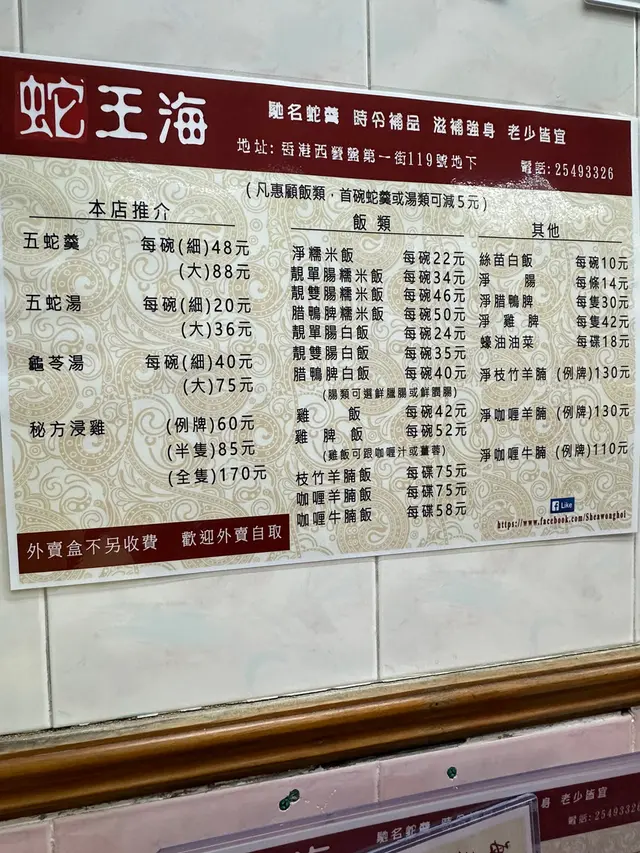 蛇王海
馳名蛇羹 時令補品 滋補強身 老少皆宜
地址: 香港西營盤第一街119號地下
電話: 25493326
(凡惠顧飯類，首碗蛇羹或湯類可減5元)
本店推介
五蛇羹 每碗(細)48元
(大)88元
五蛇湯 每碗(細)20元
(大)36元
龜苓湯 每碗(細)40元
(大)75元
秘方浸雞 (例牌)60元
(半隻)85元
(全隻)170元
飯類
淨糯米飯 每碗22元
靚單腸糯米飯 每碗34元
靚雙腸糯米飯 每碗46元
腊鴨脾糯米飯 每碗50元
靚單腸白飯 每碗24元
靚雙腸白飯 每碗35元
腊鴨脾白飯 每碗40元
(腸類可選鮮臘腸或鮮膶腸)
雞飯 每碗42元
雞脾飯 每碗52元
(雞飯可跟咖喱汁或薑蓉)
枝竹羊腩飯 每碟75元
咖喱羊腩飯 每碟75元
咖喱牛腩飯 每碟58元
其他
絲苗白飯 每碗10元
淨腸 每條14元
淨腊鴨脾 每隻30元
淨雞脾 每隻42元
蠔油油菜 每碟18元
淨枝竹羊腩 (例牌)130元
淨咖喱羊腩 (例牌)130元
淨咖喱牛腩 (例牌)110元
Like
https://www.facebook.com/Sheawonghoi
外賣盒不另收費 歡迎外賣自取
身 老少皆宜
電話: 2549332
馳名蛇羹